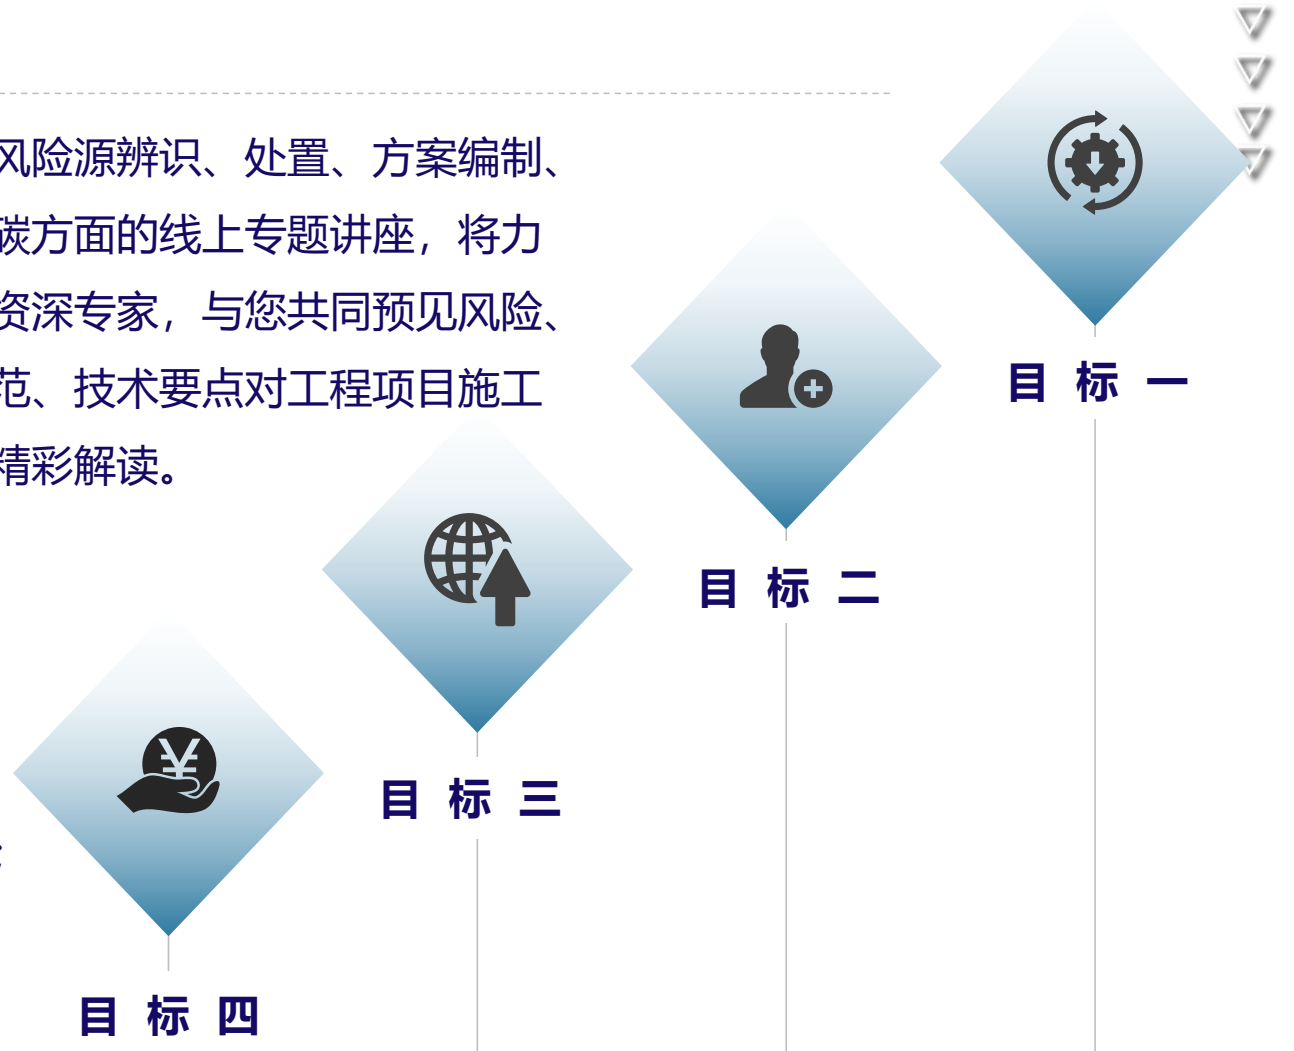 风险源辨识、处置、方案编制、
碳方面的线上专题讲座，将力
资深专家，与您共同预见风险、
范、技术要点对工程项目施工
精彩解读。
目标一
目标二
目标三
目标四